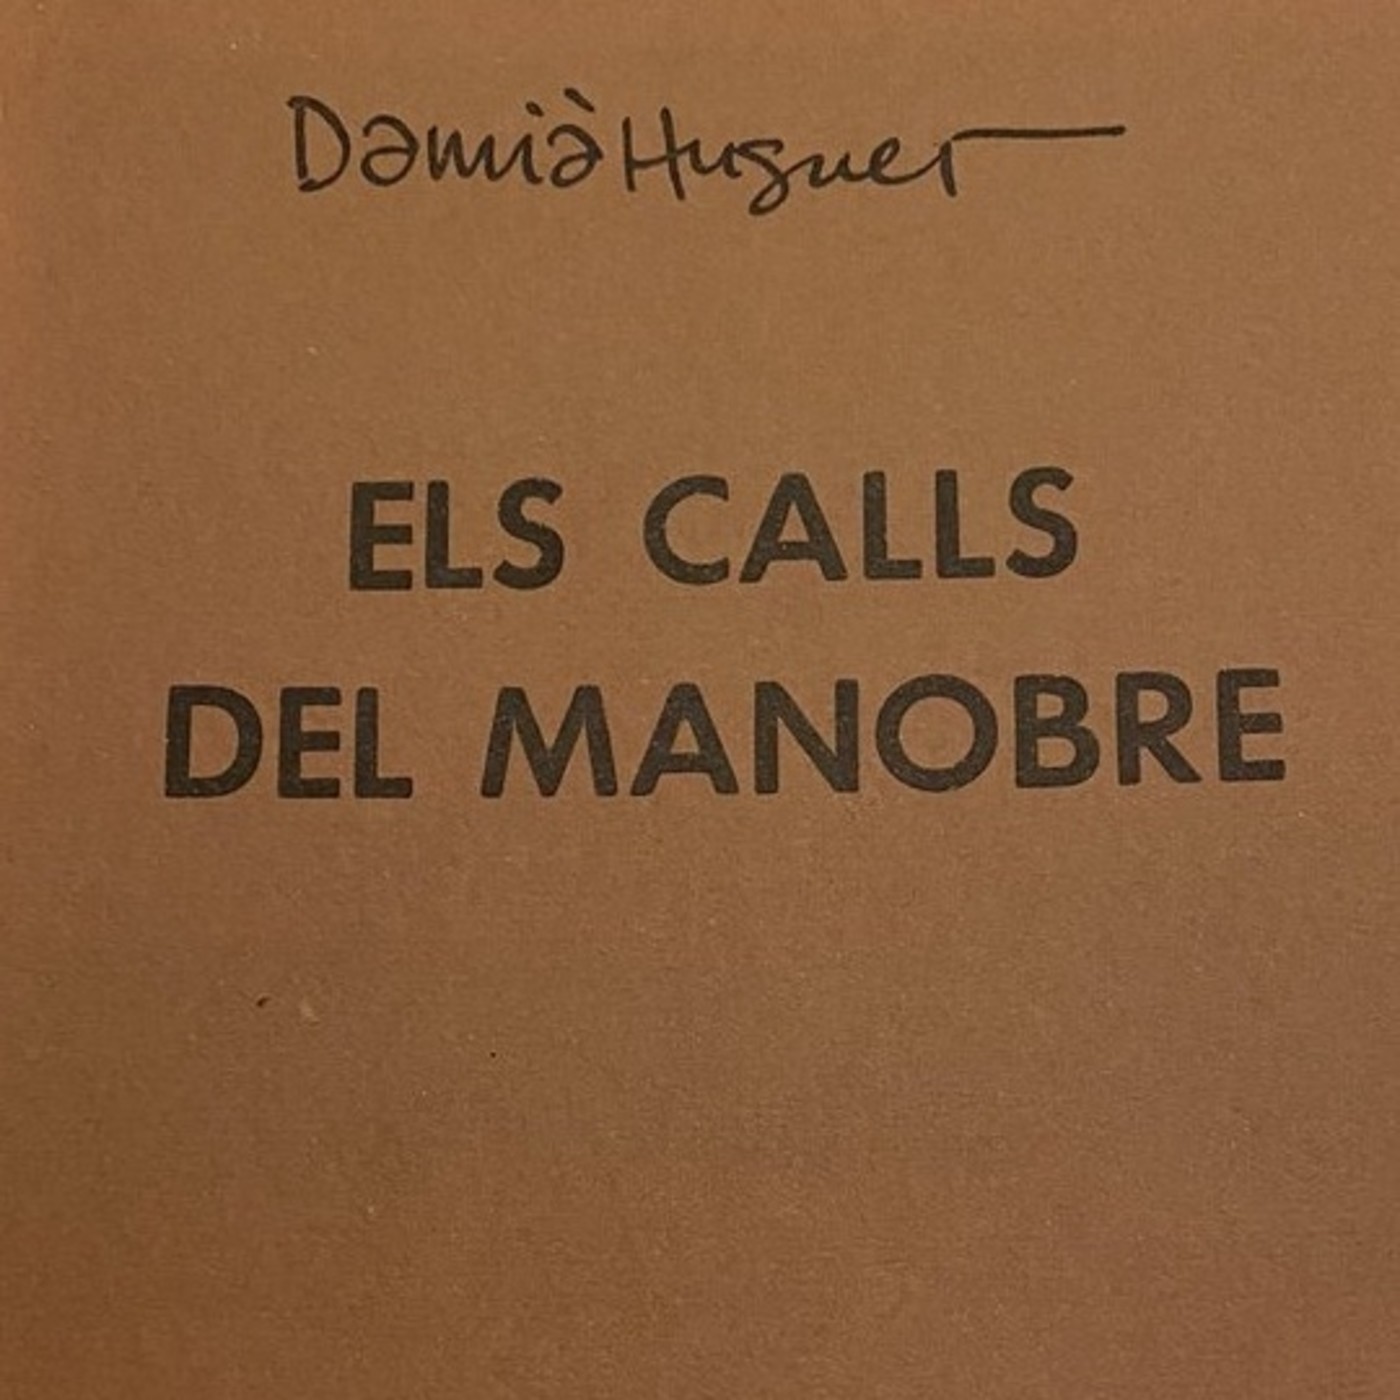 Damià Huguet
ELS CALLS
DEL MANOBRE